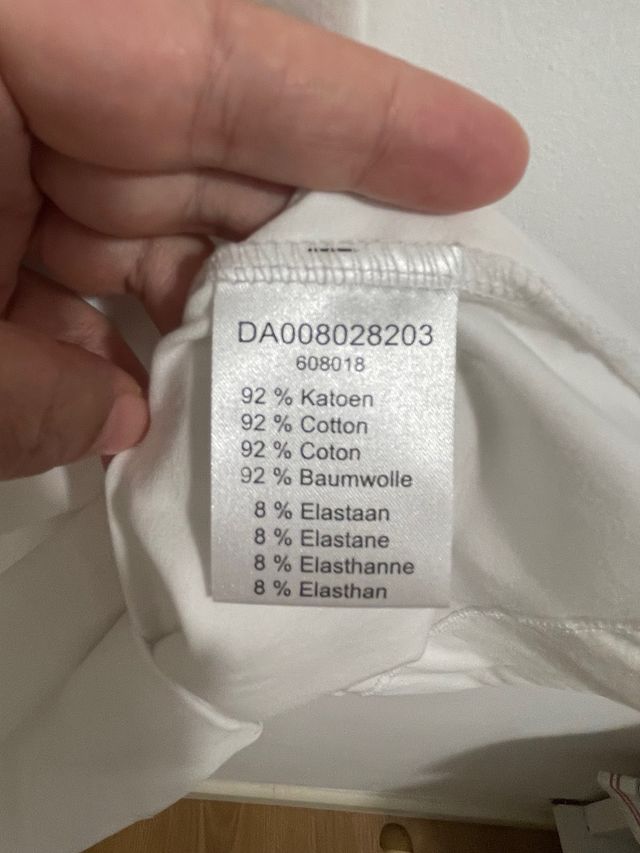 DA008028203
608018
92 % Katoen
92 % Cotton
92 % Coton
92 % Baumwolle
8 % Elastaan
8 % Elastane
8 % Elasthanne
8 % Elasthan